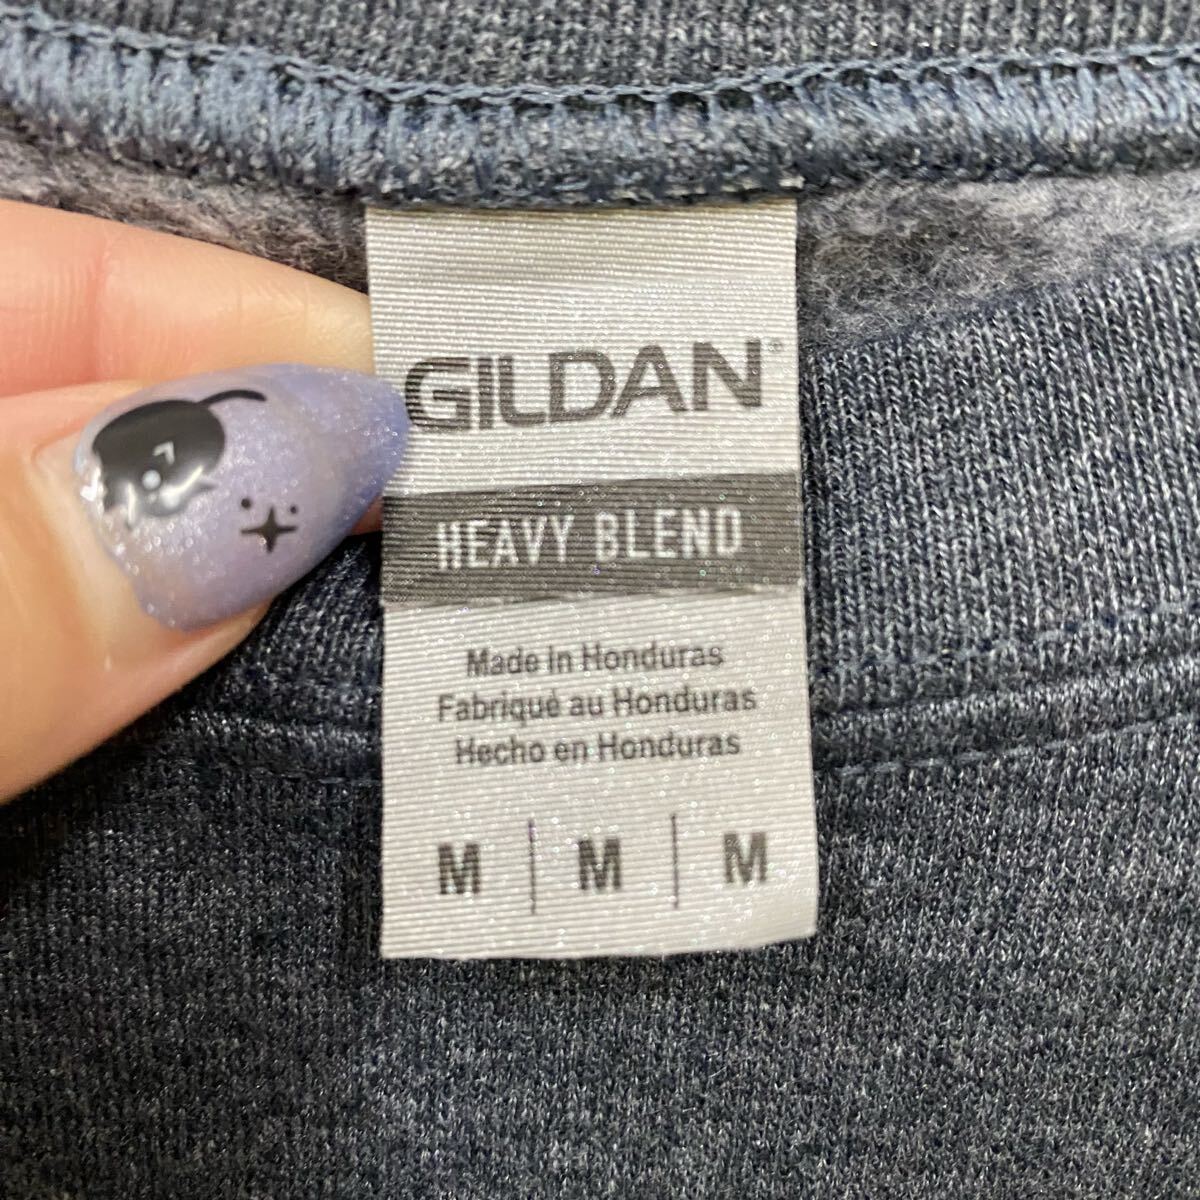 GILDAN®
HEAVY BLEND
Made in Honduras
Fabriqué au Honduras
Hecho en Honduras
M | M | M